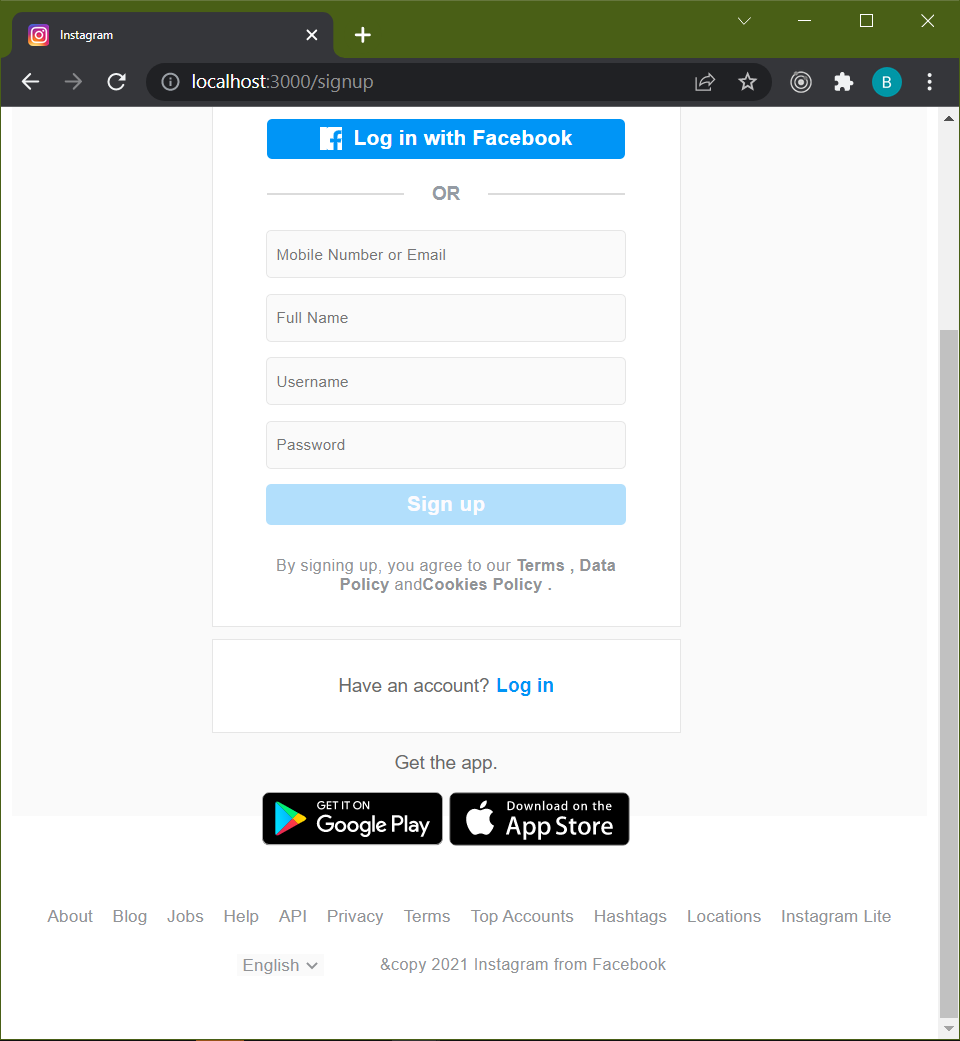 Instagram
localhost:3000/signup
B
Log in with Facebook
OR
Mobile Number or Email
Full Name
Username
Password
Sign up
By signing up, you agree to our Terms , Data
Policy andCookies Policy .
Have an account? Log in
Get the app.
GET IT ON
Google Play
Download on the
App Store
About Blog Jobs Help API Privacy Terms Top Accounts Hashtags Locations Instagram Lite
English &copy 2021 Instagram from Facebook